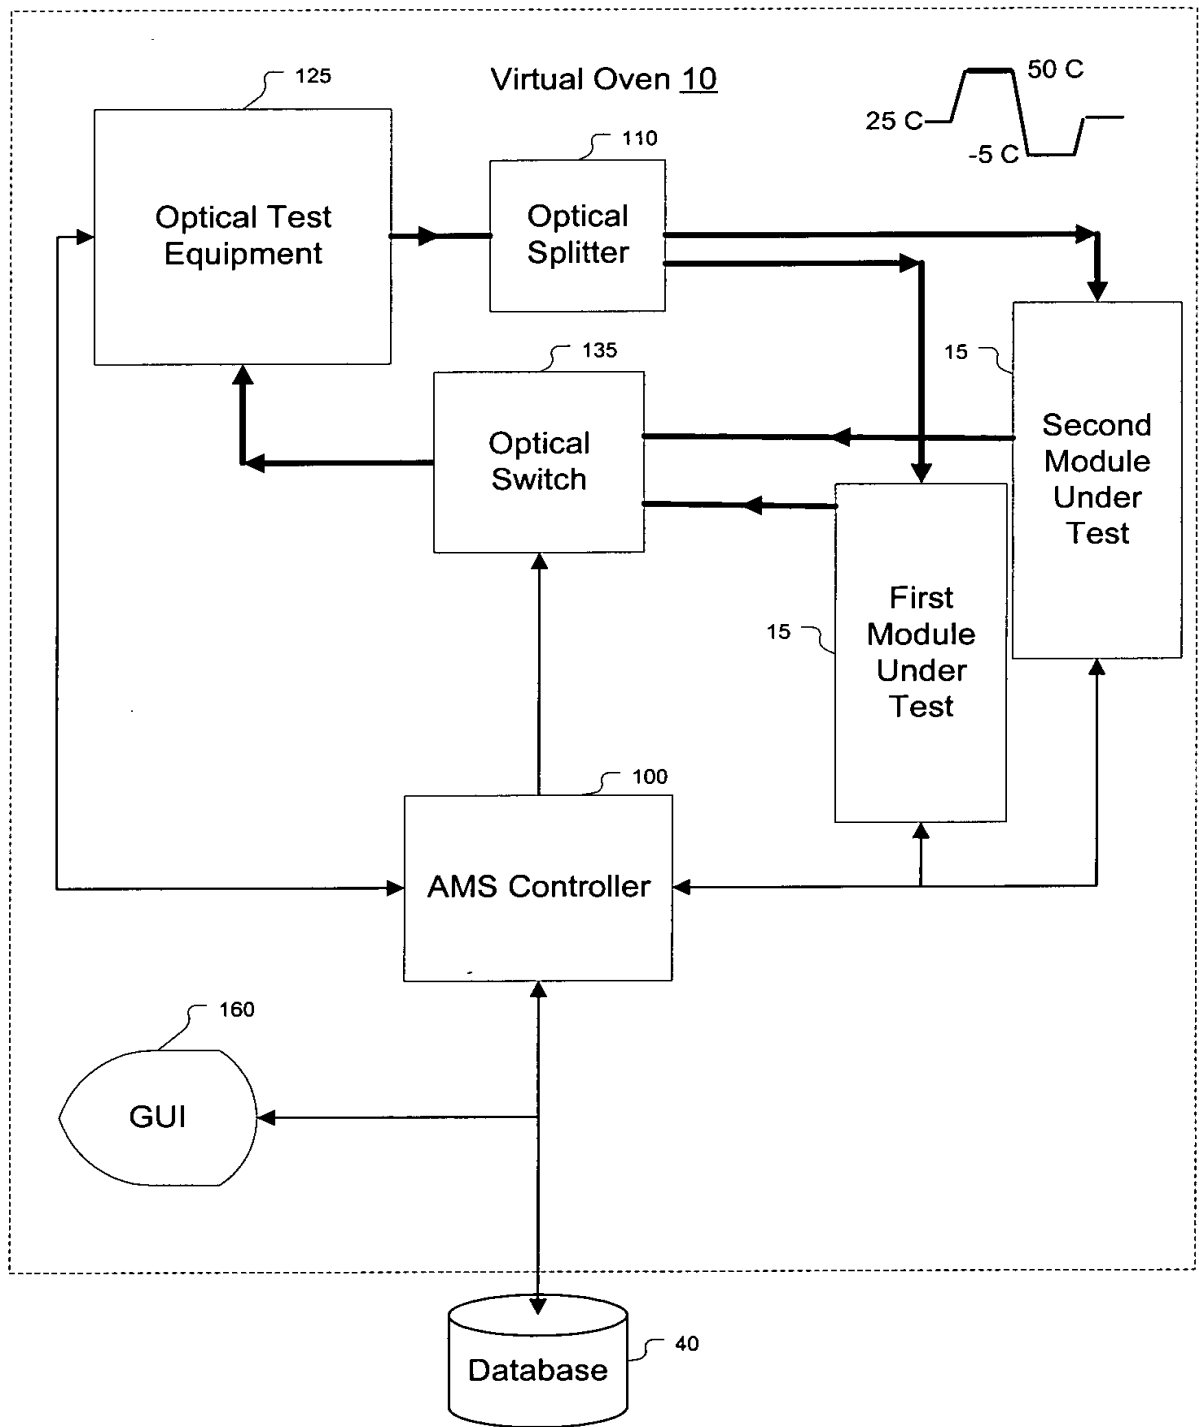 125
Virtual Oven 10
50 C
25 C
-5 C
110
Optical Test
Equipment
Optical
Splitter
135
15
Optical
Switch
Second
Module
Under
Test
15
First
Module
Under
Test
100
AMS Controller
160
GUI
Database
40